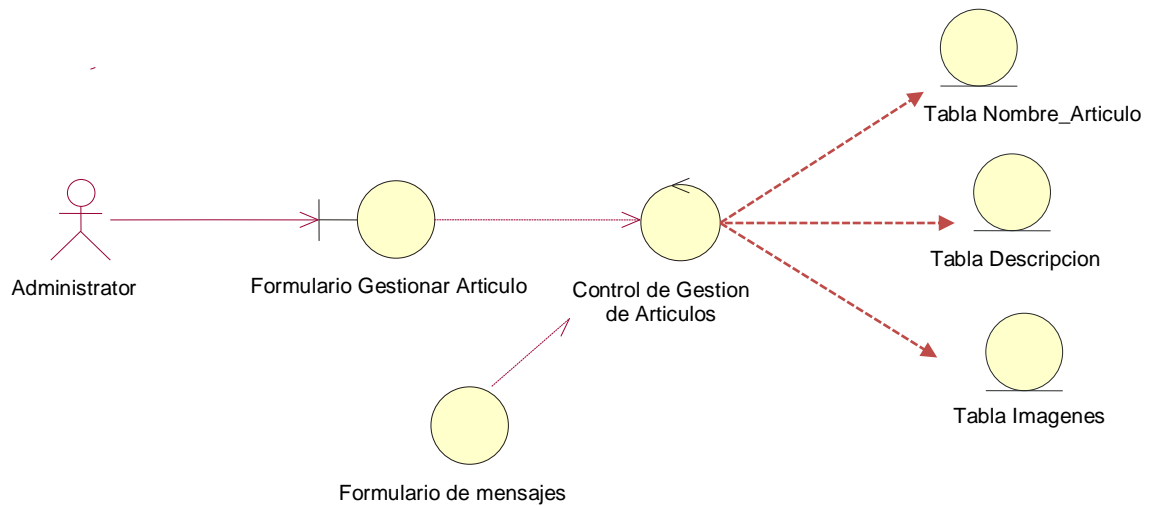 Tabla Nombre_Articulo
Tabla Descripcion
Administrator
Formulario Gestionar Articulo
Control de Gestion
de Articulos
Tabla Imagenes
Formulario de mensajes